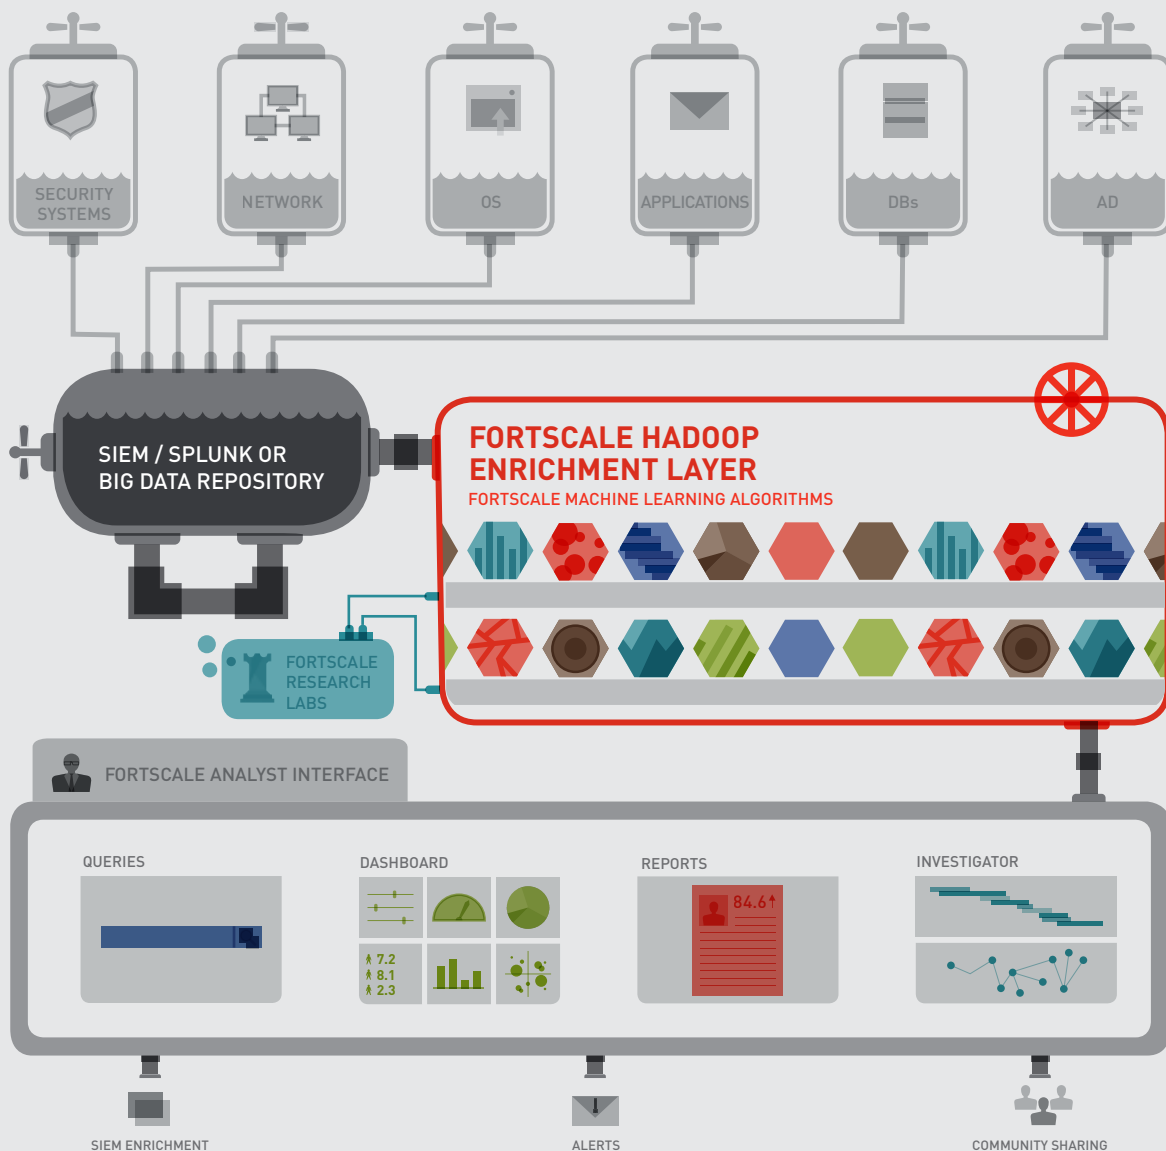 SECURITY
SYSTEMS
NETWORK
OS
APPLICATIONS
DBs
AD
SIEM / SPLUNK OR
BIG DATA REPOSITORY
FORTSCALE HADOOP
ENRICHMENT LAYER
FORTSCALE MACHINE LEARNING ALGORITHMS
FORTSCALE
RESEARCH
LABS
FORTSCALE ANALYST INTERFACE
QUERIES
DASHBOARD
7.2
8.1
2.3
REPORTS
84.6
INVESTIGATOR
SIEM ENRICHMENT
ALERTS
COMMUNITY SHARING